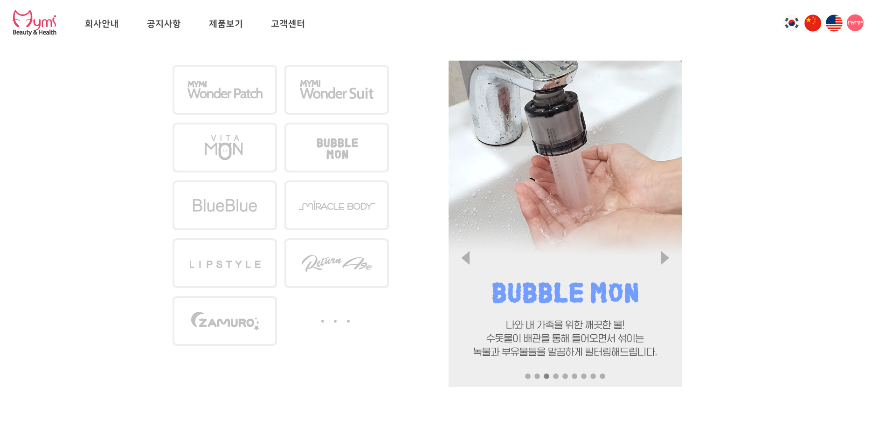 Mymi's
Beauty & Health
회사안내
공지사항
제품보기
고객센터
MYMI
Wonder Patch
MYMI
Wonder Suit
VITA
MON
BUBBLE
MON
BlueBlue
MIRACLE BODY
LIPSTYLE
Return Age
ZAMURO
BUBBLE MON
나와 내 가족을 위한 깨끗한 물!
수돗물이 배관을 통해 들어오면서 섞이는
녹물과 부유물들을 말끔하게 필터링해드립니다.